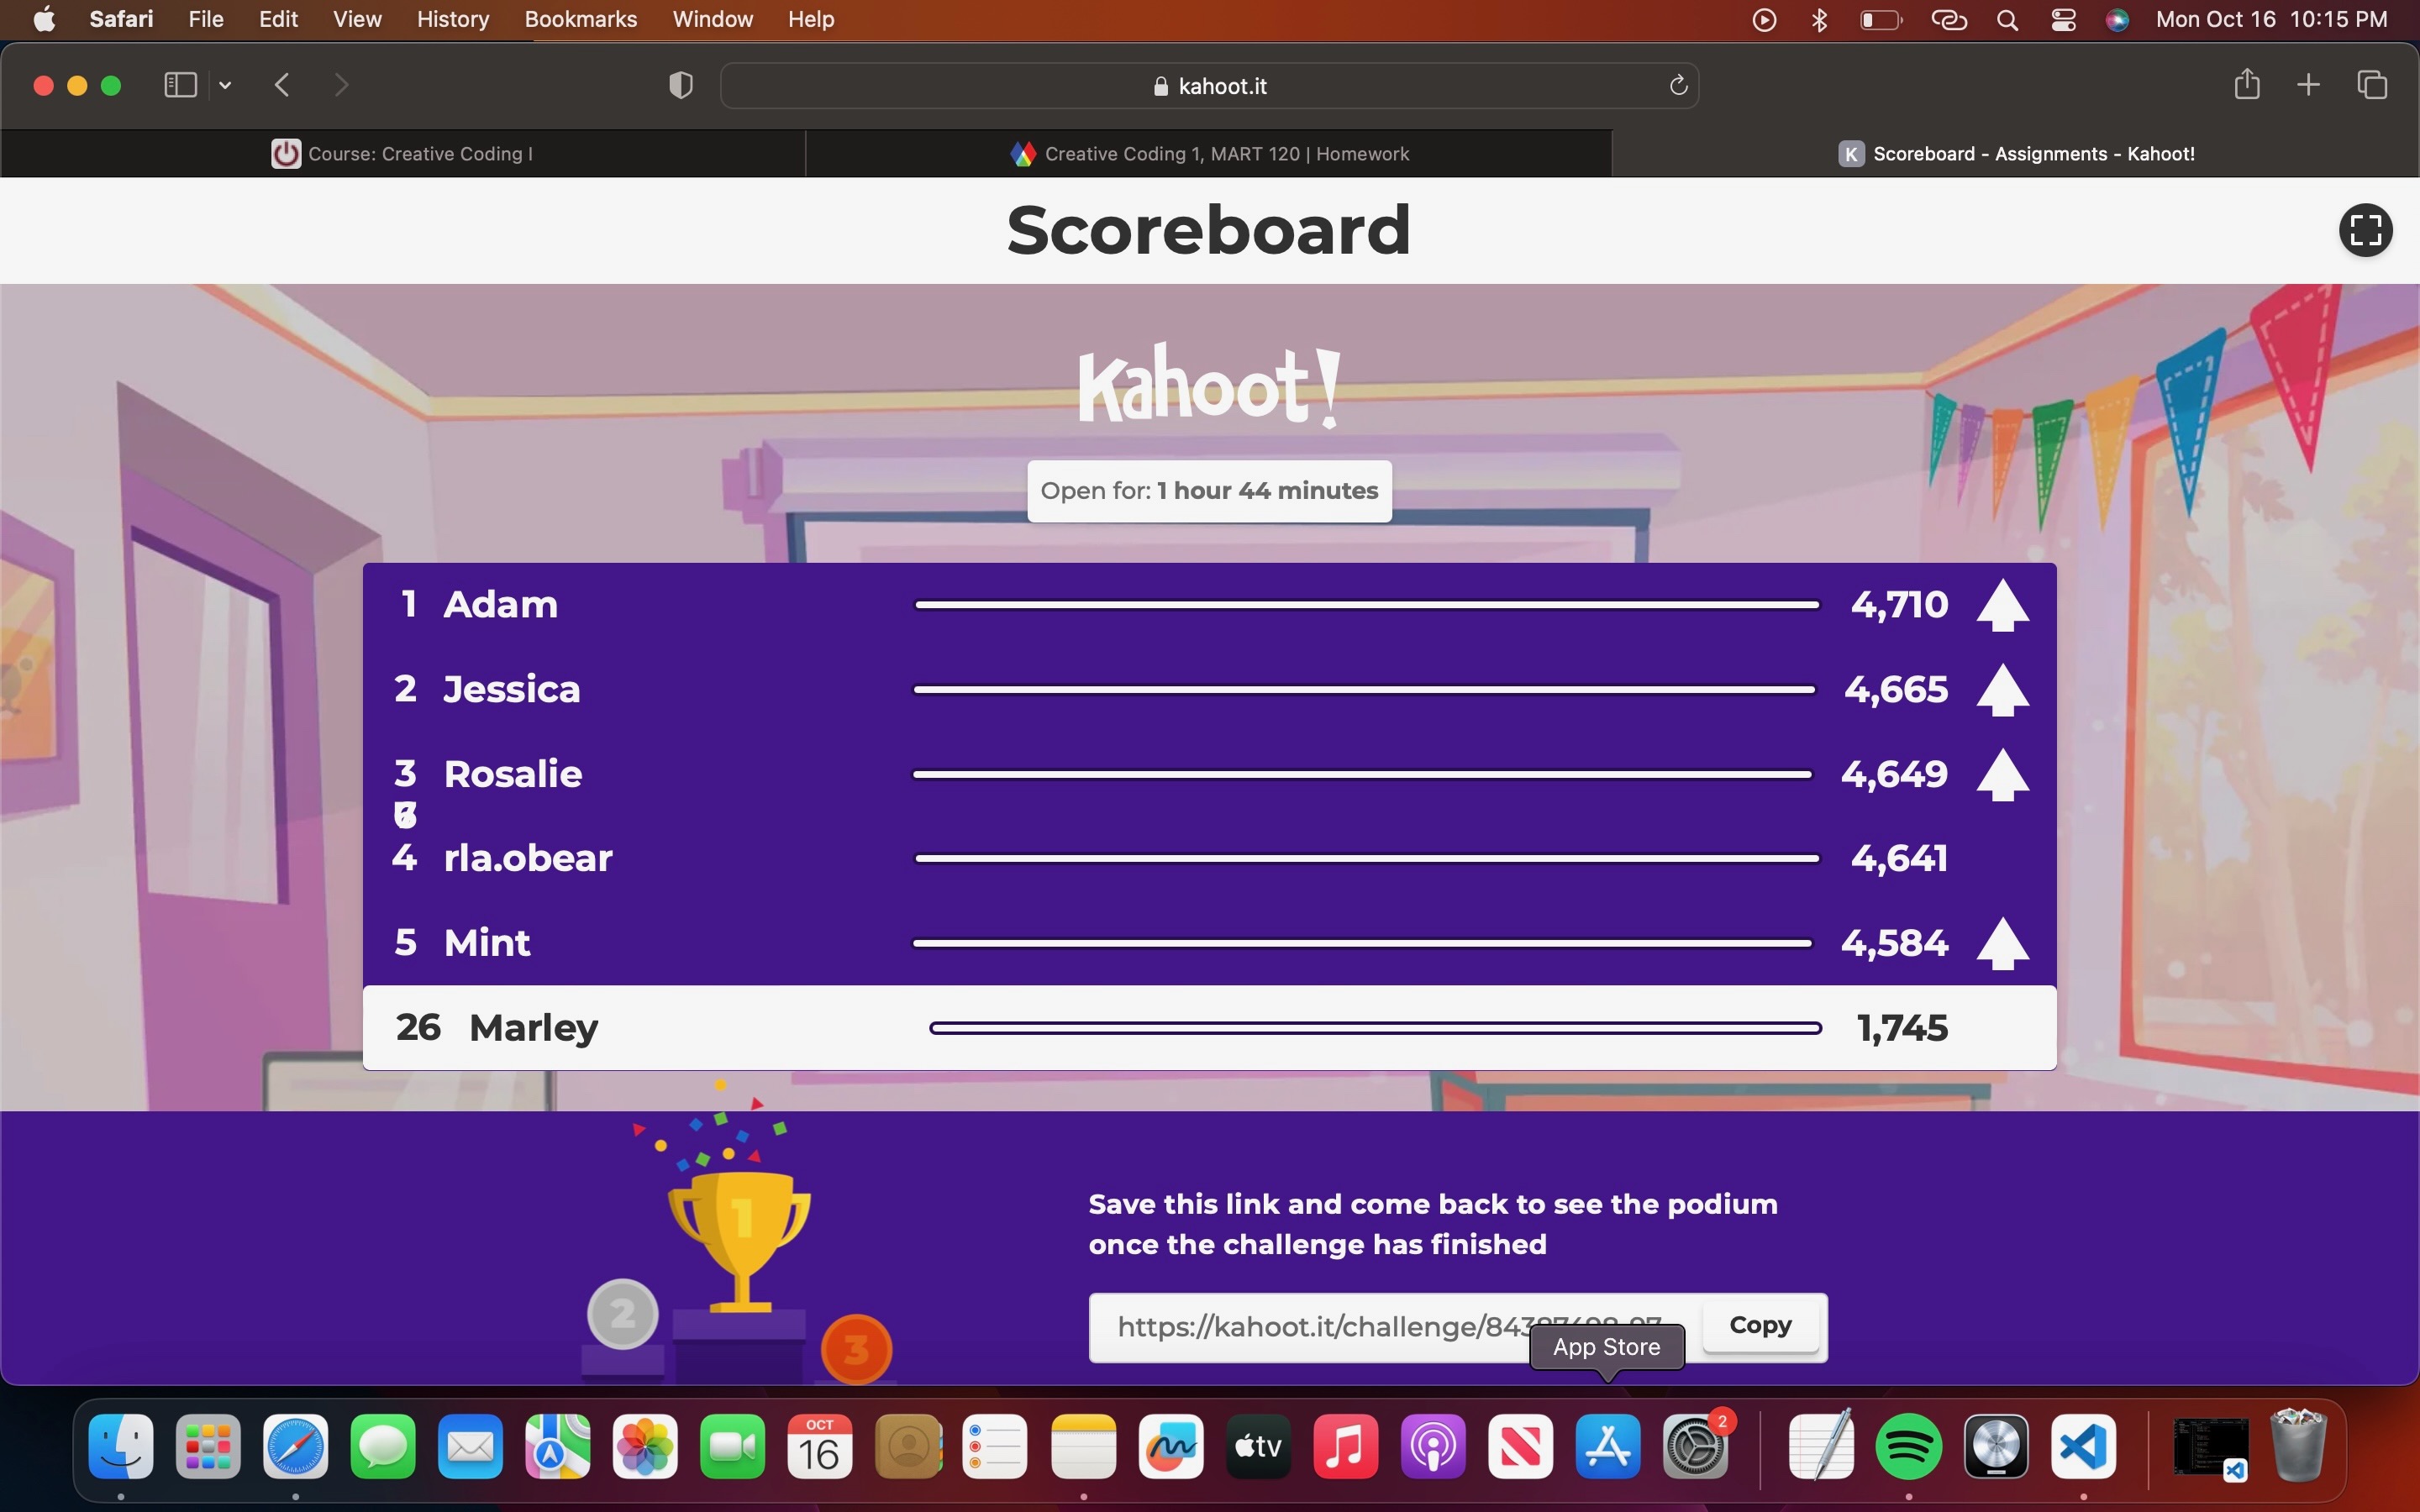 Safari File Edit View History Bookmarks Window Help Mon Oct 16 10:15 PM
kahoot.it
Course: Creative Coding I Creative Coding 1, MART 120 | Homework K Scoreboard - Assignments - Kahoot!
Scoreboard
Kahoot!
Open for: 1 hour 44 minutes
1 Adam 4,710
2 Jessica 4,665
3 Rosalie 4,649
4 rla.obear 4,641
5 Mint 4,584
26 Marley 1,745
1
2
3
Save this link and come back to see the podium
once the challenge has finished
https://kahoot.it/challenge/84387498-97 Copy
App Store
OCT
16
tv
2